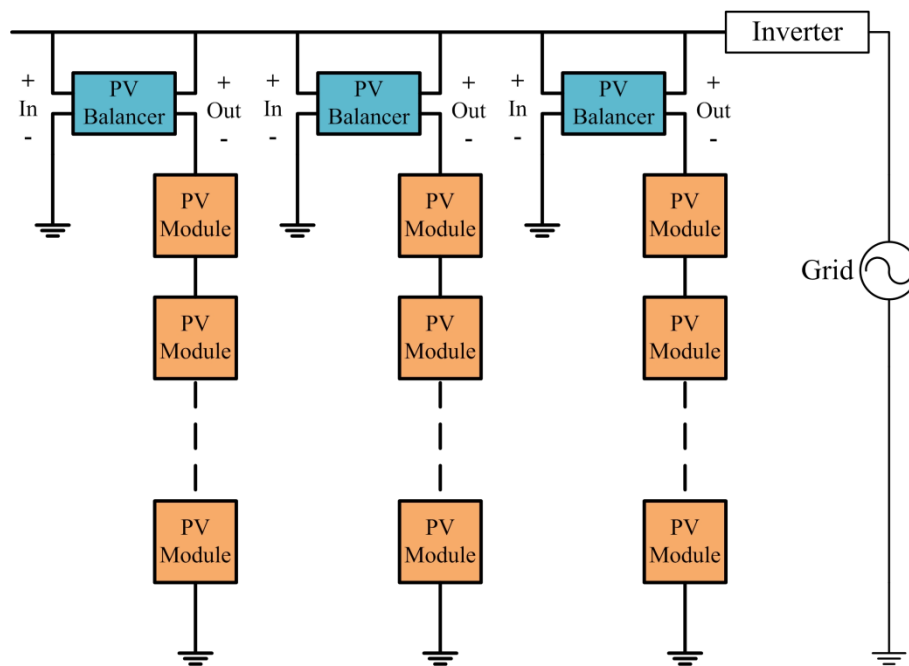 Inverter
+
In
-
PV
Balancer
+
Out
-
+
In
-
PV
Balancer
+
Out
-
+
In
-
PV
Balancer
+
Out
-
PV
Module
PV
Module
PV
Module
Grid
PV
Module
PV
Module
PV
Module
PV
Module
PV
Module
PV
Module